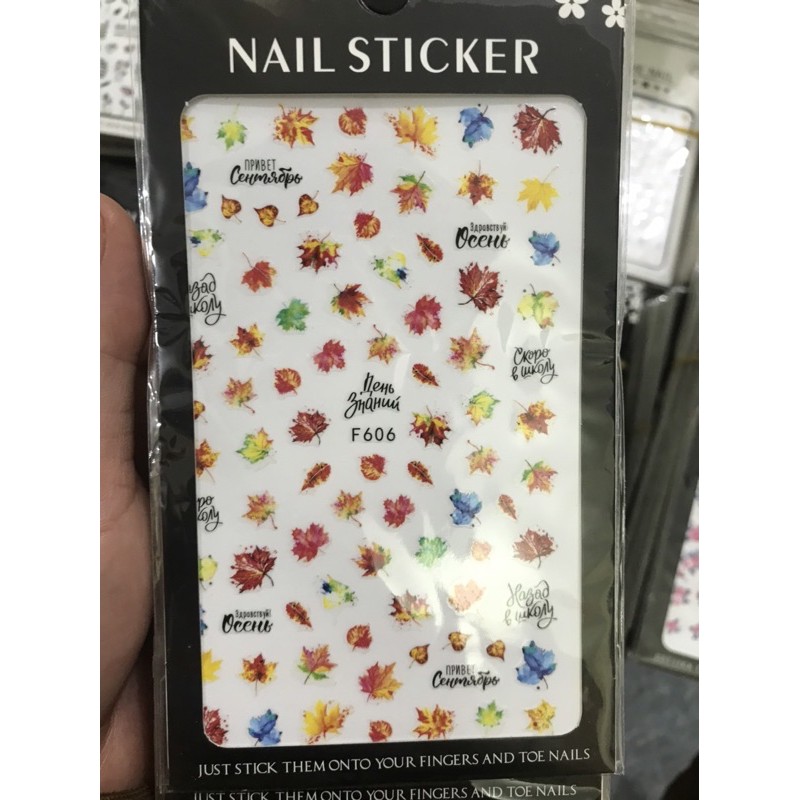 NAIL STICKER
ПРИВЕТ
Сентябрь
Здравствуй
Осень
Назад
школу
Скоро
в школу
День
Знаний
F606
Назад
в школу
Здравствуй!
Осень
ПРИВЕТ
Сентябрь
JUST STICK THEM ONTO YOUR FINGERS AND TOE NAILS
JUST STICK THEM ONTO YOUR FINGERS AND TOE NAILS